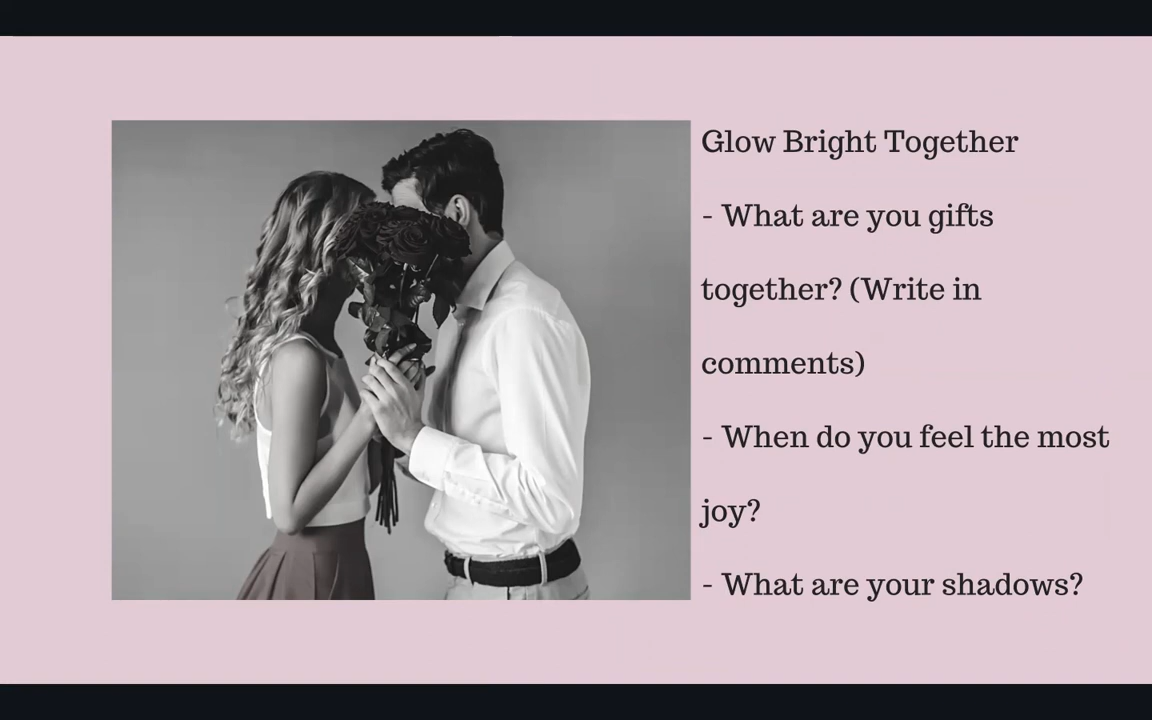 Glow Bright Together
- What are you gifts
together? (Write in
comments)
- When do you feel the most
joy?
- What are your shadows?